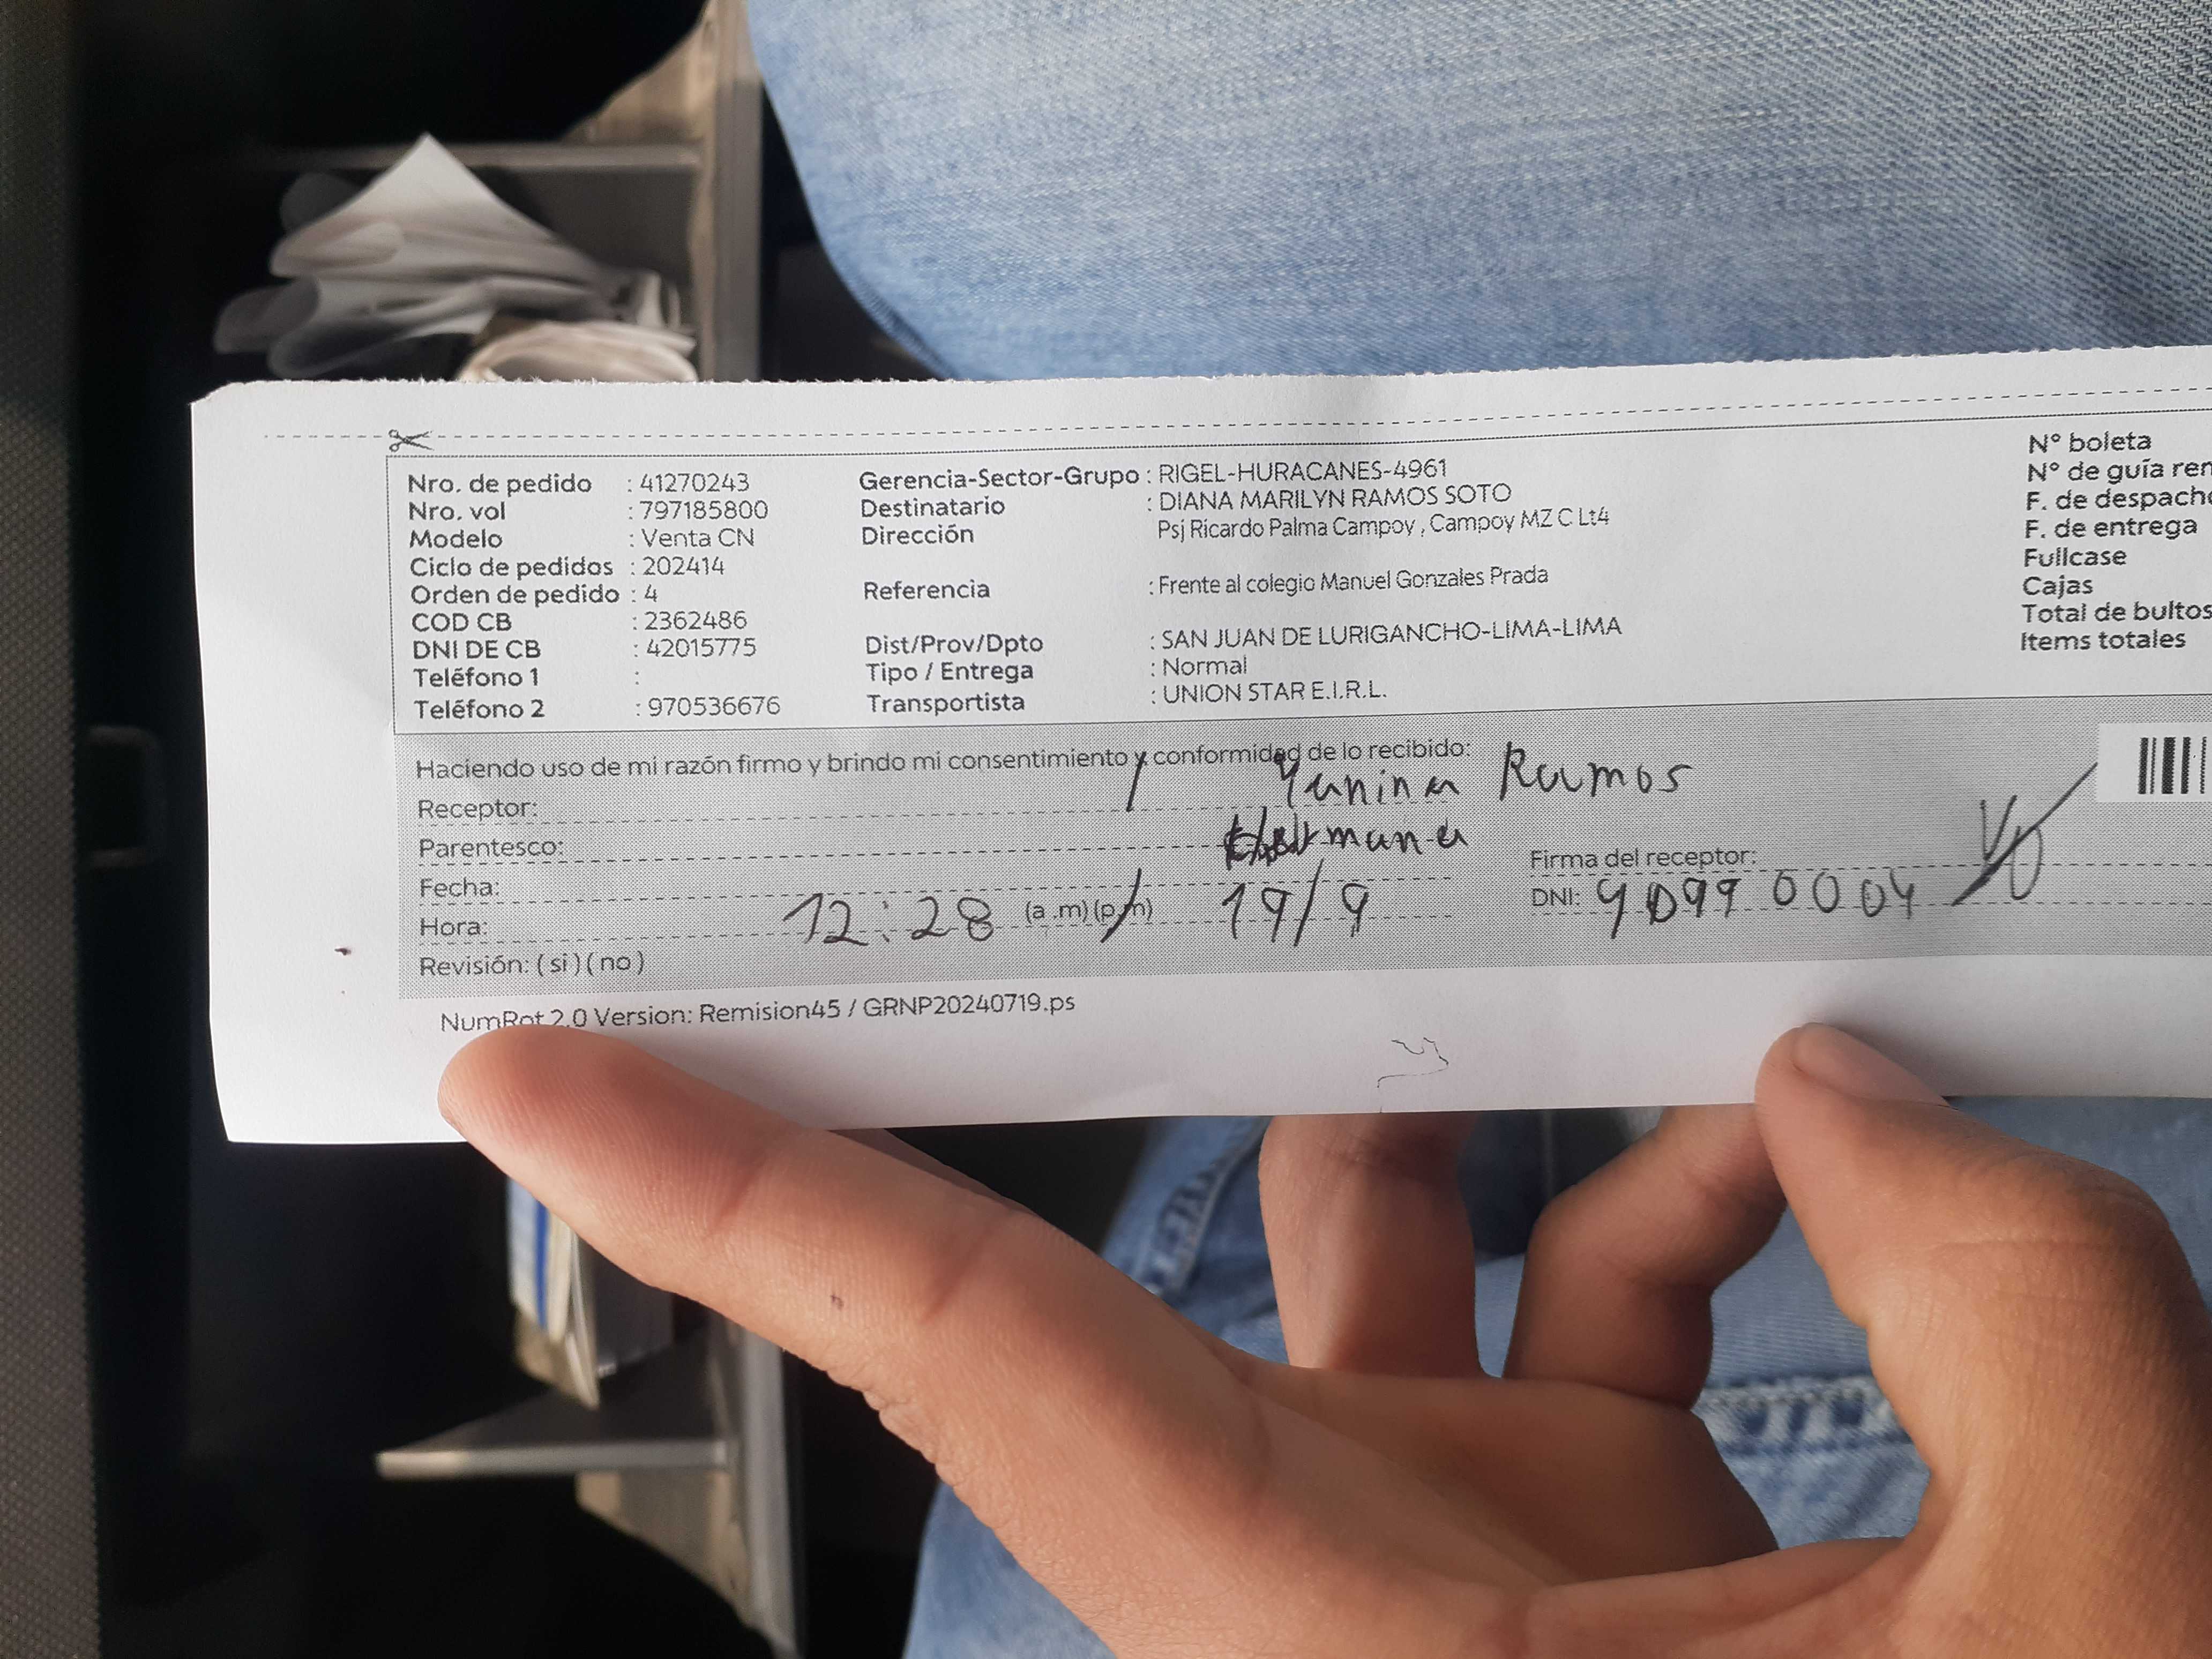 Nro. de pedido : 41270243
Nro. vol : 797185800
Modelo : Venta CN
Ciclo de pedidos : 202414
Orden de pedido : 4
COD CB : 2362486
DNI DE CB : 42015775
Teléfono 1 :
Teléfono 2 : 970536676
Gerencia-Sector-Grupo : RIGEL-HURACANES-4961
Destinatario : DIANA MARILYN RAMOS SOTO
Dirección Psj Ricardo Palma Campoy , Campoy MZ C Lt4
Referencia : Frente al colegio Manuel Gonzales Prada
Dist/Prov/Dpto : SAN JUAN DE LURIGANCHO-LIMA-LIMA
Tipo / Entrega : Normal
Transportista : UNION STAR E.I.R.L.
N° boleta
N° de guía rem
F. de despacho
F. de entrega
Fullcase
Cajas
Total de bultos
Items totales
Haciendo uso de mi razón firmo y brindo mi consentimiento y conformidad de lo recibido:
Receptor: Yanina Ramos
Parentesco: Hermana
Fecha: 19/9
Hora: 12:28 (a .m) (p.m)
Revisión: ( si ) ( no )
Firma del receptor:
DNI:
NumRot 2.0 Version: Remision45 / GRNP20240719.ps